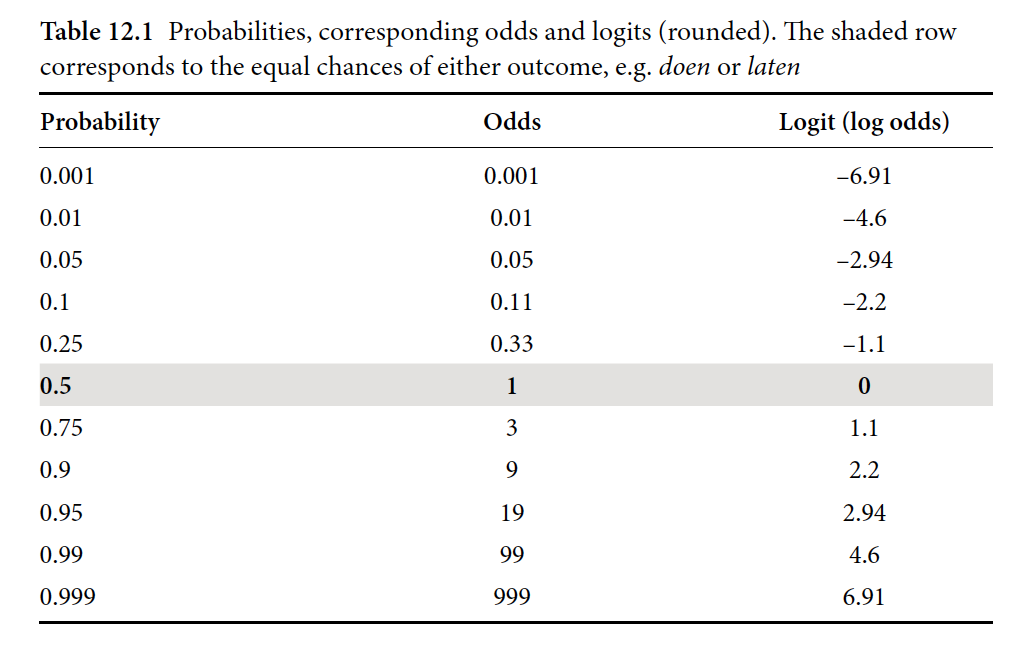 Table 12.1 Probabilities, corresponding odds and logits (rounded). The shaded row
corresponds to the equal chances of either outcome, e.g. doen or laten
Probability Odds Logit (log odds)
0.001 0.001 –6.91
0.01 0.01 –4.6
0.05 0.05 –2.94
0.1 0.11 –2.2
0.25 0.33 –1.1
0.5 1 0
0.75 3 1.1
0.9 9 2.2
0.95 19 2.94
0.99 99 4.6
0.999 999 6.91